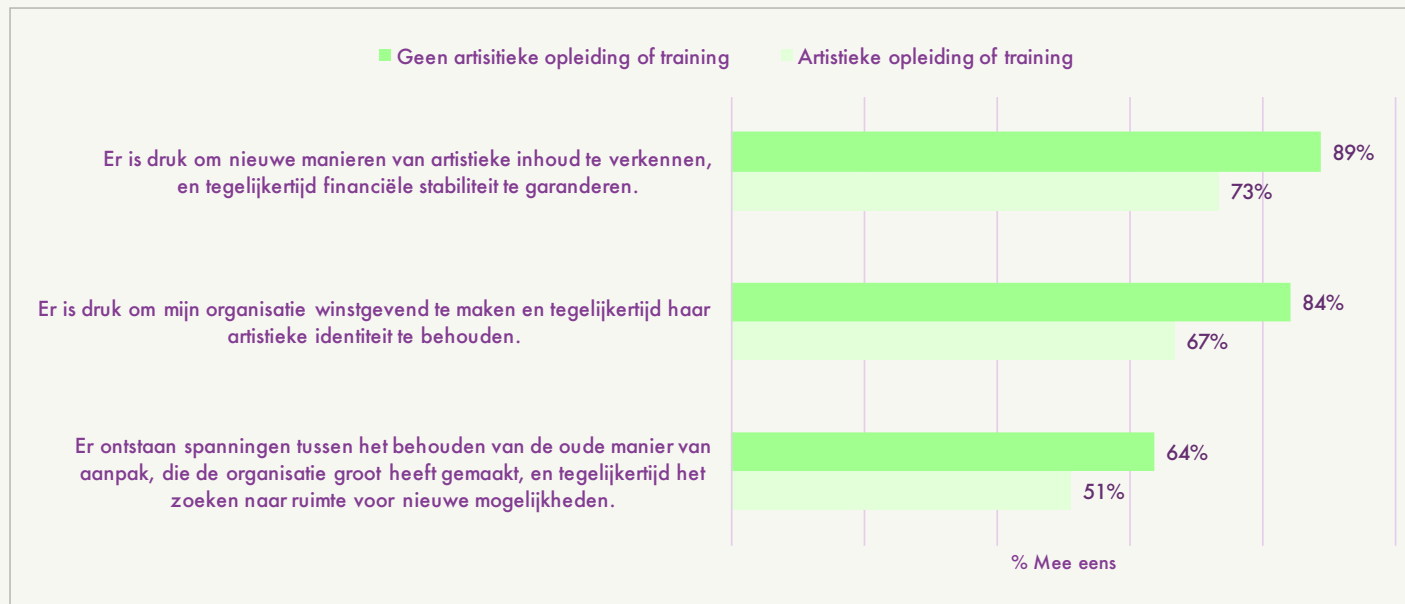 Geen artisitieke opleiding of training
Artistieke opleiding of training
Er is druk om nieuwe manieren van artistieke inhoud te verkennen,
en tegelijkertijd financiële stabiliteit te garanderen.
89%
73%
Er is druk om mijn organisatie winstgevend te maken en tegelijkertijd haar
artistieke identiteit te behouden.
84%
67%
Er ontstaan spanningen tussen het behouden van de oude manier van
aanpak, die de organisatie groot heeft gemaakt, en tegelijkertijd het
zoeken naar ruimte voor nieuwe mogelijkheden.
64%
51%
% Mee eens